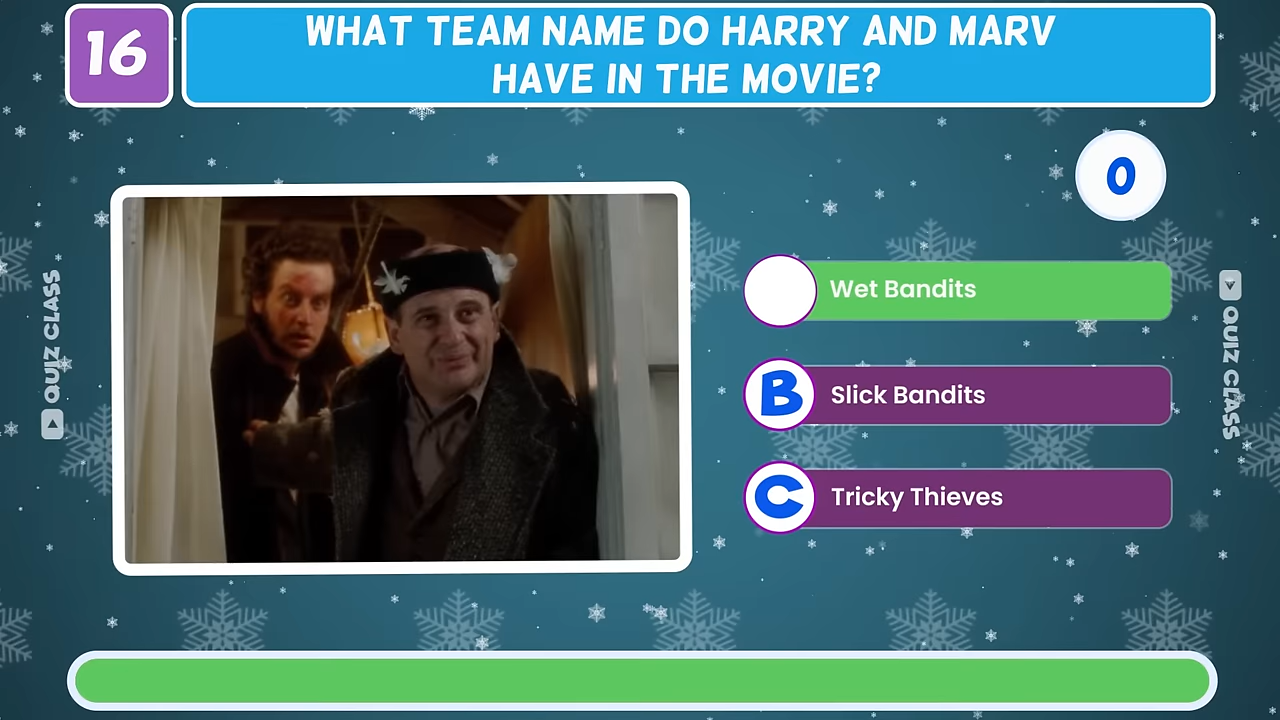 16
WHAT TEAM NAME DO HARRY AND MARV
HAVE IN THE MOVIE?
0
Wet Bandits
B
Slick Bandits
C
Tricky Thieves
QUIZ CLASS
QUIZ CLASS